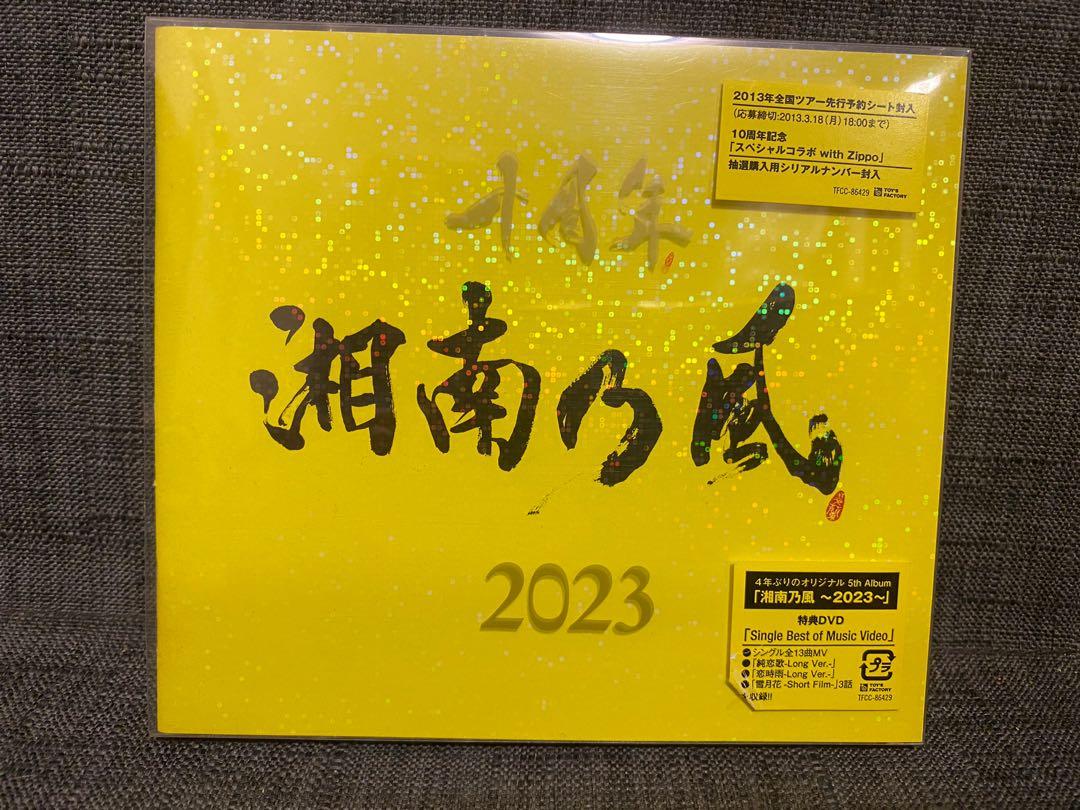 2013年全国ツアー先行予約シート封入
(応募締切:2013.3.18(月)18:00まで)
10周年記念
「スペシャルコラボ with Zippo」
抽選購入用シリアルナンバー封入
TFCC-86429 TOY'S FACTORY
十周年
湘南乃風
2023
4年ぶりのオリジナル 5th Album
「湘南乃風 ～2023～」
特典DVD
「Single Best of Music Video」
シングル全13曲MV
「純恋歌-Long Ver.-」
「恋時雨-Long Ver.-」
「雪月花 -Short Film-」3話
を収録!!
プラ
TOY'S FACTORY
TFCC-86429